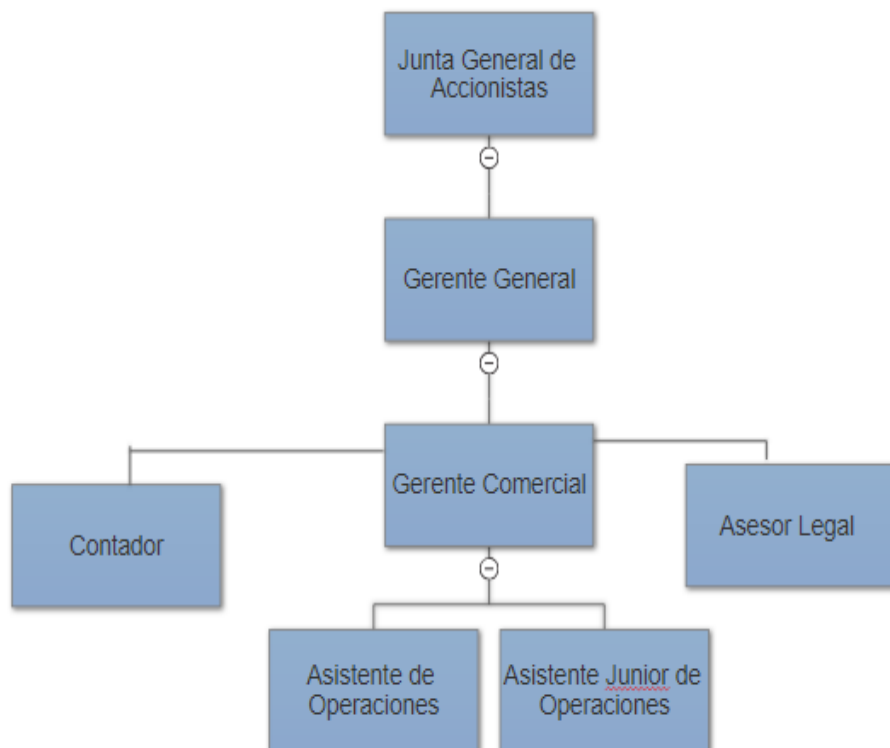 Junta General de
Accionistas
Gerente General
Gerente Comercial
Contador
Asesor Legal
Asistente de
Operaciones
Asistente Junior de
Operaciones